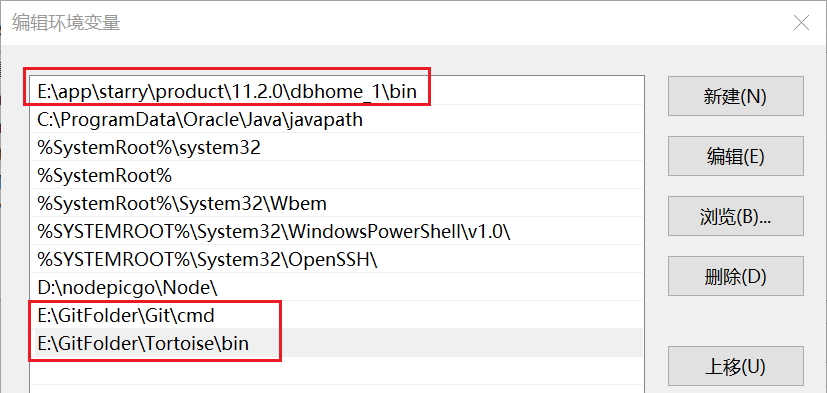 编辑环境变量
E:\app\starry\product\11.2.0\dbhome_1\bin
C:\ProgramData\Oracle\Java\javapath
%SystemRoot%\system32
%SystemRoot%
%SystemRoot%\System32\Wbem
%SYSTEMROOT%\System32\WindowsPowerShell\v1.0\
%SYSTEMROOT%\System32\OpenSSH\
D:\nodepicgo\Node\
E:\GitFolder\Git\cmd
E:\GitFolder\Tortoise\bin
新建(N)
编辑(E)
浏览(B)...
删除(D)
上移(U)